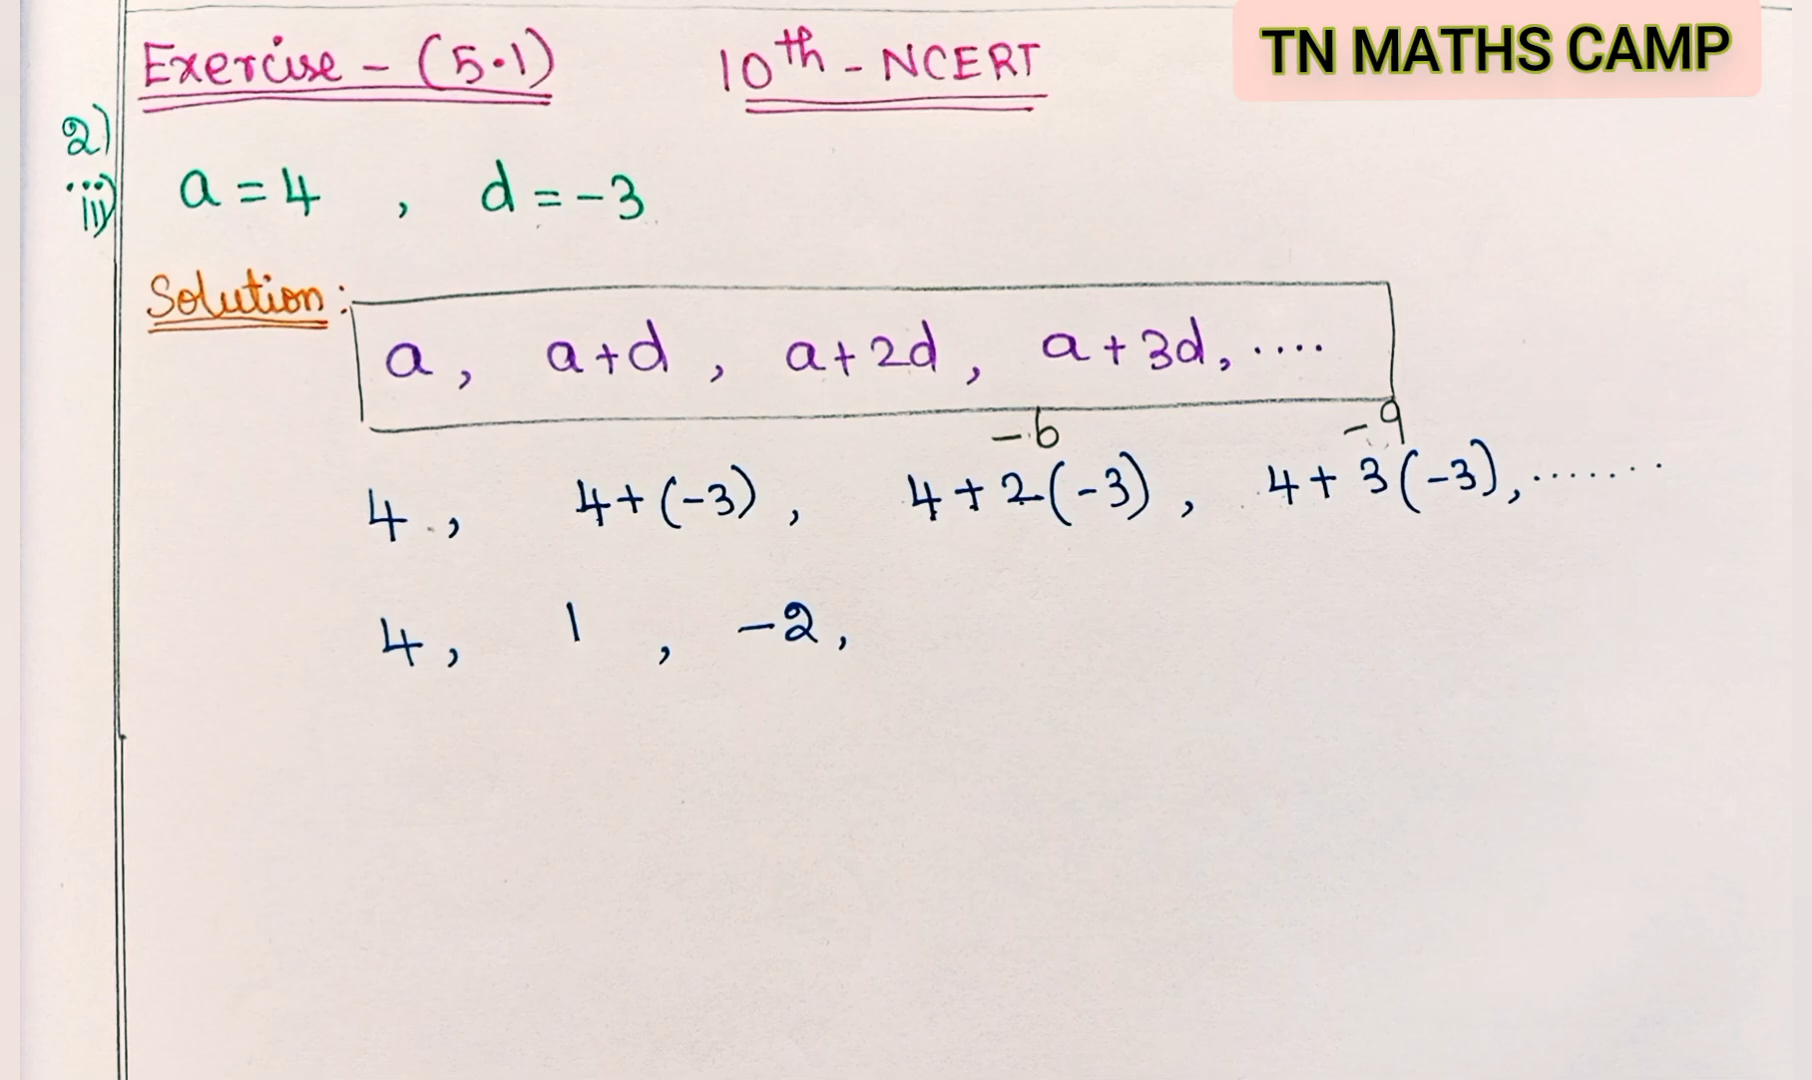 Exercise - (5.1) 10th - NCERT TN MATHS CAMP
2)
iii) a = 4 , d = -3
Solution :
a , a+d , a+2d , a+3d, ....
-6 -9
4 , 4+(-3) , 4+2(-3) , 4+3(-3), .......
4 , 1 , -2 ,